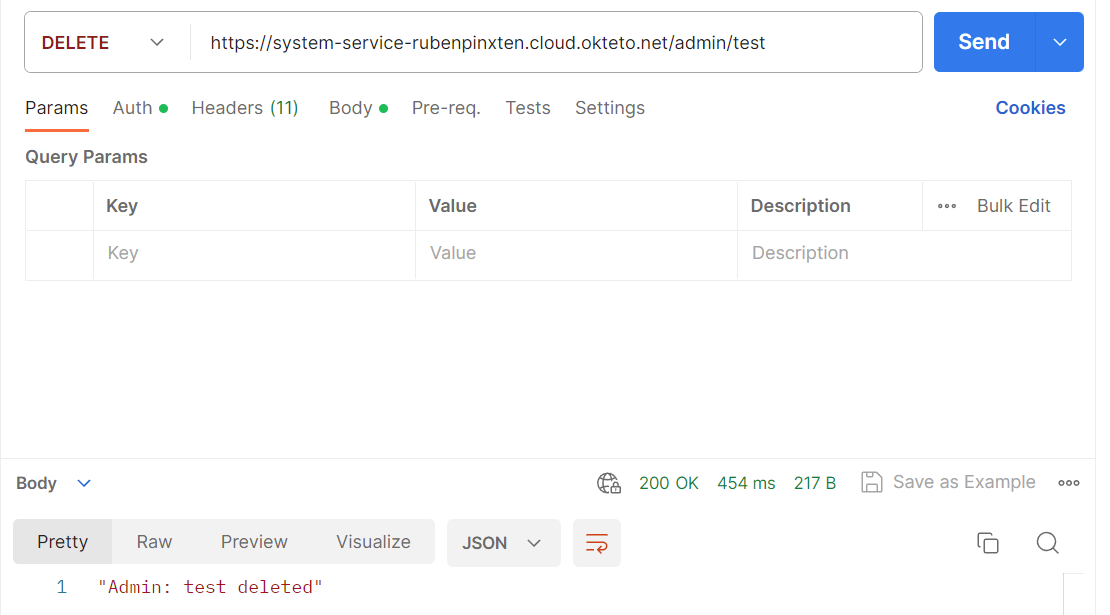 DELETE https://system-service-rubenpinxten.cloud.okteto.net/admin/test Send
Params Auth Headers (11) Body Pre-req. Tests Settings Cookies
Query Params
Key Value Description Bulk Edit
Key Value Description
Body 200 OK 454 ms 217 B Save as Example
Pretty Raw Preview Visualize JSON
1 "Admin: test deleted"